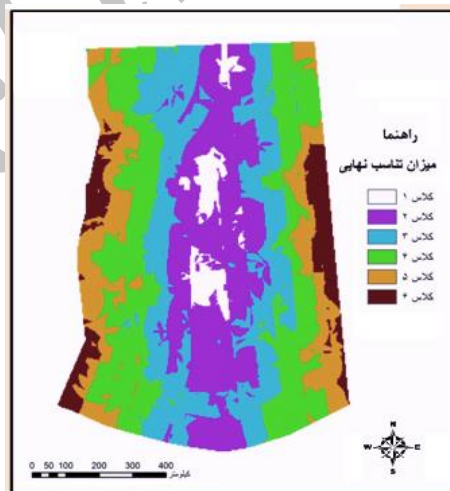 راهنما
میزان تناسب نهایی
کلاس ۱
کلاس ۲
کلاس ۳
کلاس ۴
کلاس ۵
کلاس ۶
N
W E
S
0 50 100 200 300 400
کیلومتر